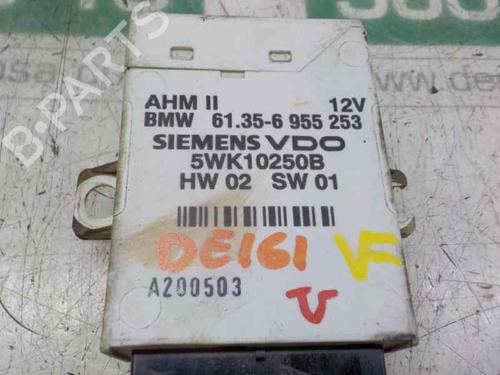 AHM II 12V
BMW 61.35-6 955 253
SIEMENS VDO
5WK10250B
HW 02 SW 01
DE161 VF
A200503 V